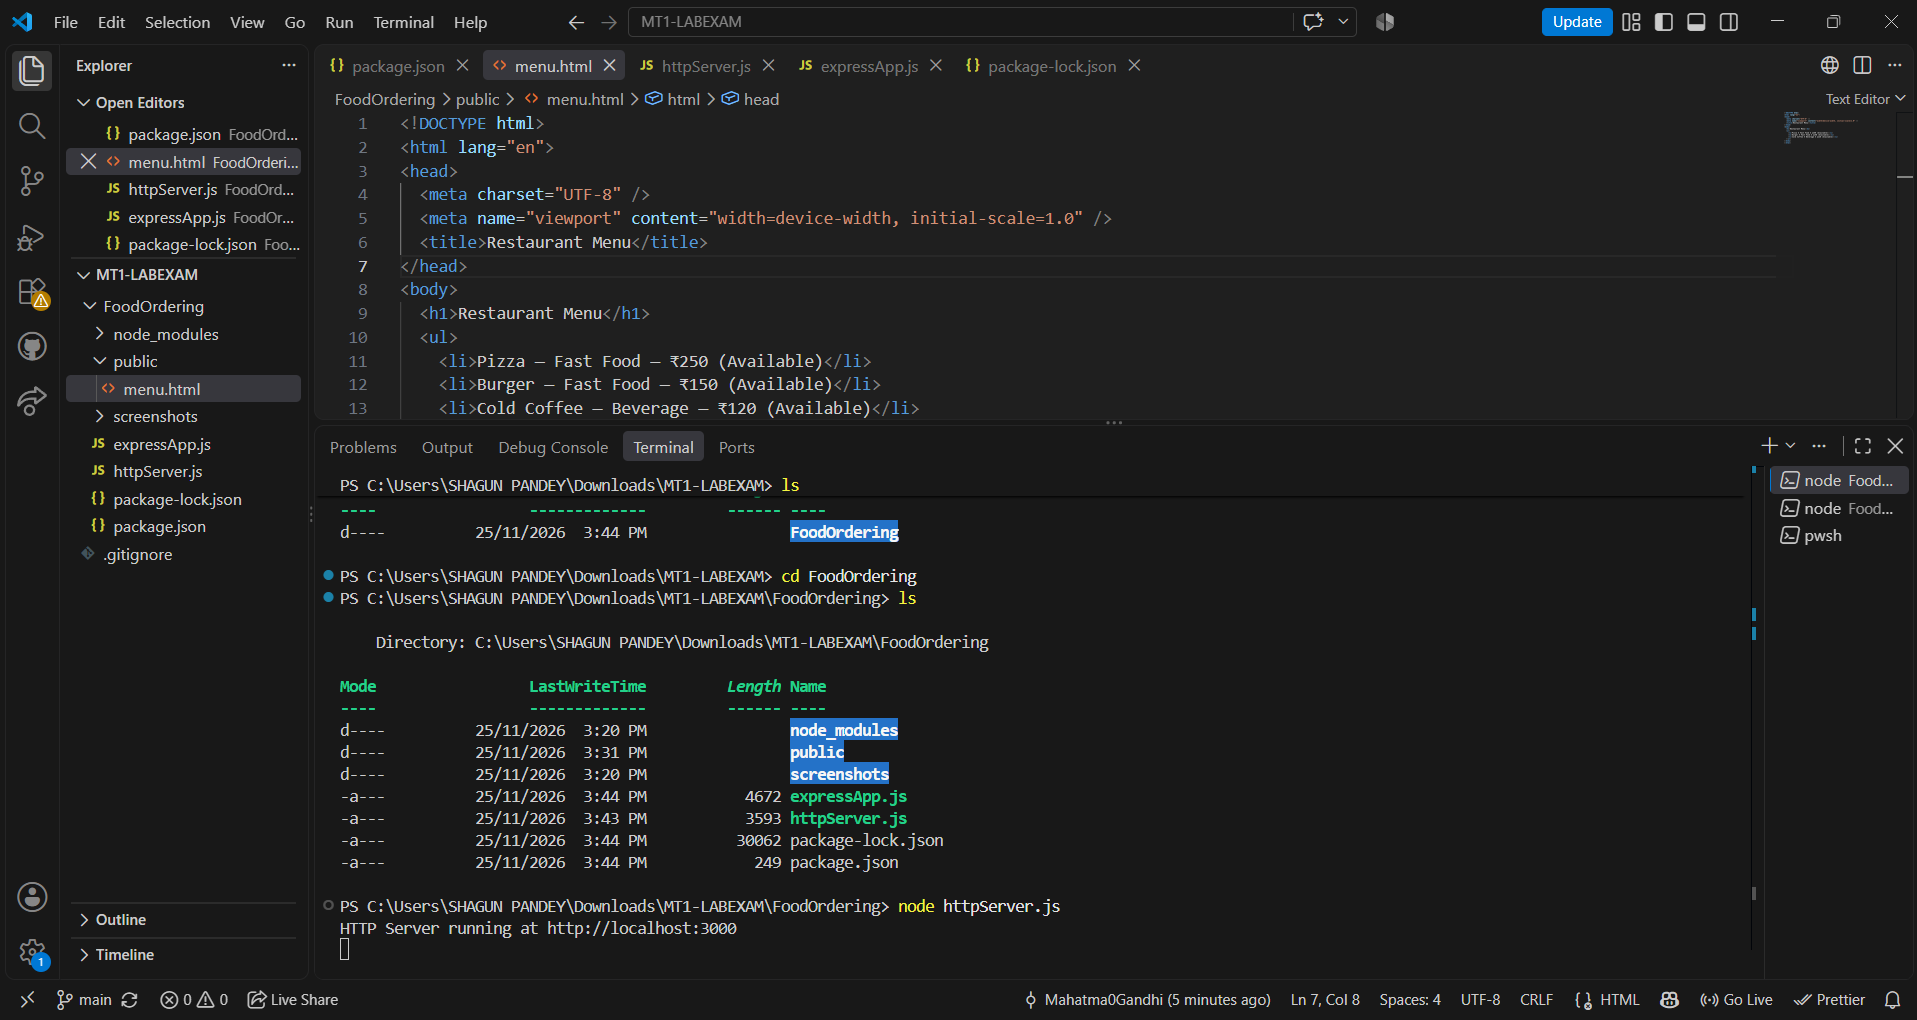 File Edit Selection View Go Run Terminal Help
MT1-LABEXAM
Update
Explorer
Open Editors
package.json FoodOrd...
menu.html FoodOrderi...
JS httpServer.js FoodOrd...
JS expressApp.js FoodOr...
package-lock.json Foo...
MT1-LABEXAM
FoodOrdering
node_modules
public
menu.html
screenshots
JS expressApp.js
JS httpServer.js
{} package-lock.json
{} package.json
.gitignore
Outline
Timeline
{} package.json
<> menu.html
JS httpServer.js
JS expressApp.js
{} package-lock.json
FoodOrdering > public > <> menu.html > html > head
Text Editor
1 <!DOCTYPE html>
2 <html lang="en">
3 <head>
4 <meta charset="UTF-8" />
5 <meta name="viewport" content="width=device-width, initial-scale=1.0" />
6 <title>Restaurant Menu</title>
7 </head>
8 <body>
9 <h1>Restaurant Menu</h1>
10 <ul>
11 <li>Pizza — Fast Food — ₹250 (Available)</li>
12 <li>Burger — Fast Food — ₹150 (Available)</li>
13 <li>Cold Coffee — Beverage — ₹120 (Available)</li>
Problems Output Debug Console Terminal Ports
PS C:\Users\SHAGUN PANDEY\Downloads\MT1-LABEXAM> ls
---- ------------- ------ ----
d---- 25/11/2026 3:44 PM FoodOrdering
PS C:\Users\SHAGUN PANDEY\Downloads\MT1-LABEXAM> cd FoodOrdering
PS C:\Users\SHAGUN PANDEY\Downloads\MT1-LABEXAM\FoodOrdering> ls
Directory: C:\Users\SHAGUN PANDEY\Downloads\MT1-LABEXAM\FoodOrdering
Mode LastWriteTime Length Name
---- ------------- ------ ----
d---- 25/11/2026 3:20 PM node_modules
d---- 25/11/2026 3:31 PM public
d---- 25/11/2026 3:20 PM screenshots
-a--- 25/11/2026 3:44 PM 4672 expressApp.js
-a--- 25/11/2026 3:43 PM 3593 httpServer.js
-a--- 25/11/2026 3:44 PM 30062 package-lock.json
-a--- 25/11/2026 3:44 PM 249 package.json
PS C:\Users\SHAGUN PANDEY\Downloads\MT1-LABEXAM\FoodOrdering> node httpServer.js
HTTP Server running at http://localhost:3000
node Food...
node Food...
pwsh
1
main
0 0
Live Share
Mahatma0Gandhi (5 minutes ago)
Ln 7, Col 8
Spaces: 4
UTF-8
CRLF
{} HTML
Go Live
Prettier